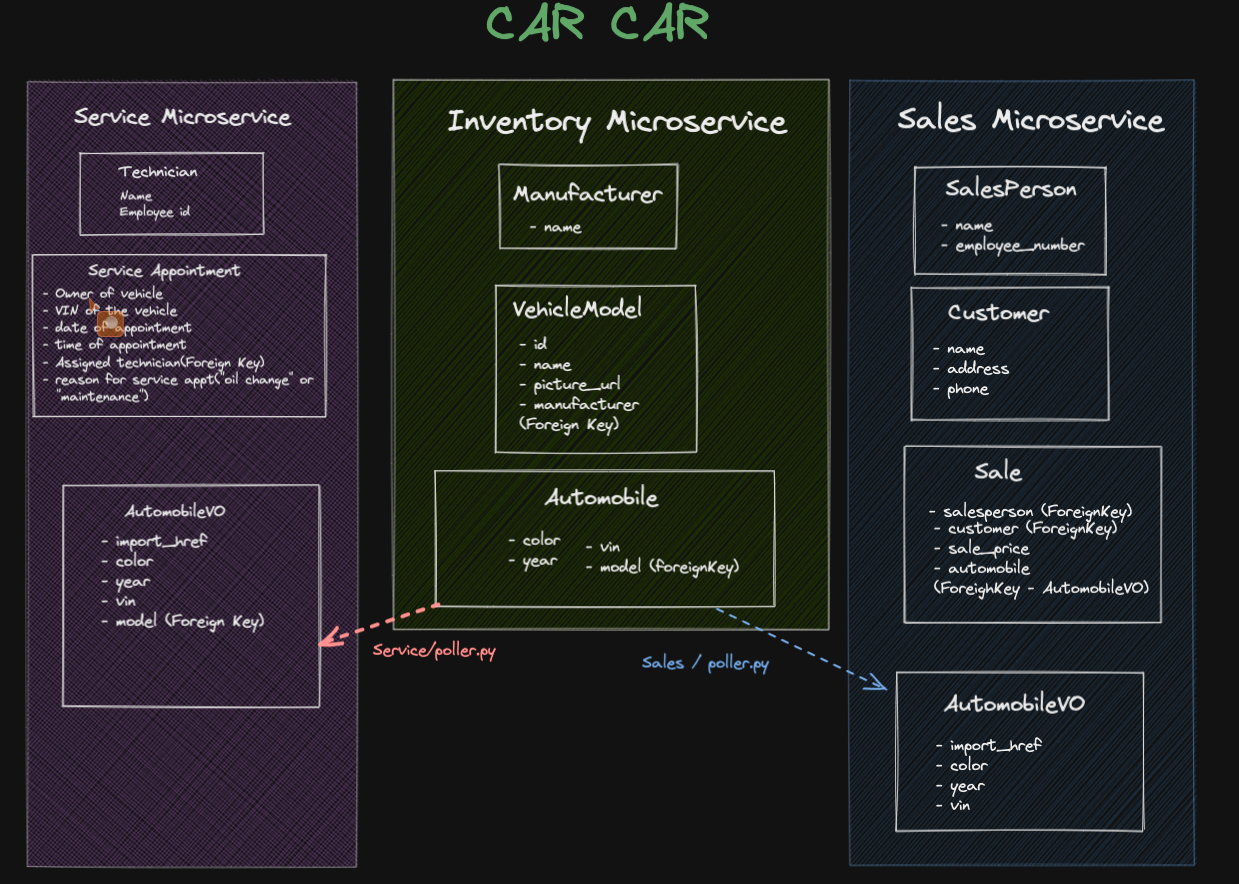 CAR CAR
Service Microservice
Technician
Name
Employee id
Service Appointment
- Owner of vehicle
- VIN of the vehicle
- date of appointment
- time of appointment
- Assigned technician(Foreign Key)
- reason for service appt("oil change" or
"maintenance")
AutomobileVO
- import_href
- color
- year
- vin
- model (Foreign Key)
Service/poller.py
Inventory Microservice
Manufacturer
- name
VehicleModel
- id
- name
- picture_url
- manufacturer
(Foreign Key)
Automobile
- color
- year
- vin
- model (foreignKey)
Sales / poller.py
Sales Microservice
SalesPerson
- name
- employee_number
Customer
- name
- address
- phone
Sale
- salesperson (ForeignKey)
- customer (ForeignKey)
- sale_price
- automobile
(ForeighKey - AutomobileVO)
AutomobileVO
- import_href
- color
- year
- vin